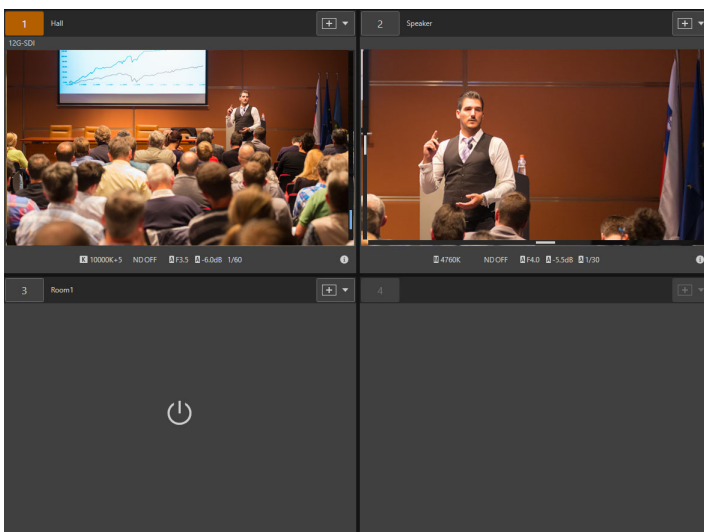 1 Hall
12G-SDI
K 10000K+5 ND OFF A F3.5 A -6.0dB 1/60
2 Speaker
4760K ND OFF A F4.0 A -5.5dB A 1/30
3 Room1
4